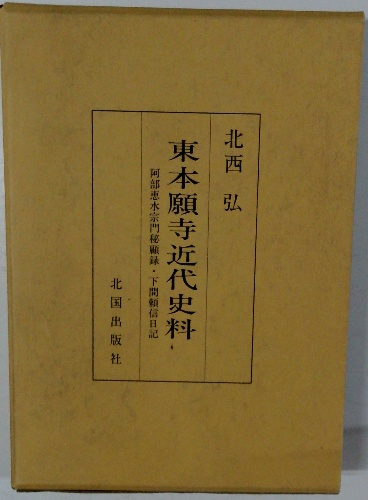 北西 弘
東本願寺近代史料
阿部恵水宗門秘顧録・下間頼信日記
北国出版社